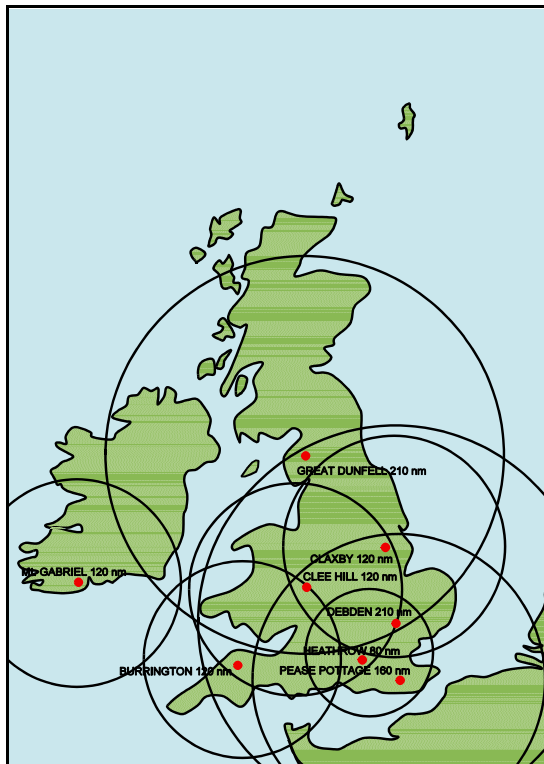 GREAT DUNFELL 210 nm
CLAXBY 120 nm
Mt GABRIEL 120 nm
CLEE HILL 120 nm
DEBDEN 210 nm
HEATHROW 80 nm
BURRINGTON 120 nm
PEASE POTTAGE 160 nm